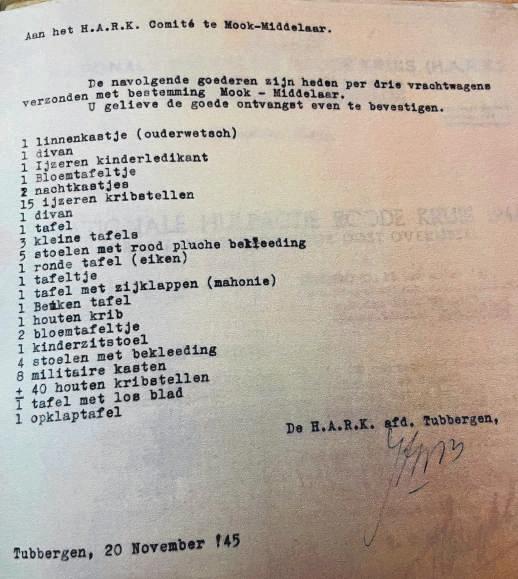 Aan het H.A.R.K. Comité te Mook-Middelaar.
De navolgende goederen zijn heden per drie vrachtwagens
verzonden met bestemming Mook - Middelaar.
U gelieve de goede ontvangst even te bevestigen.
1 linnenkastje (ouderwetsch)
1 divan
1 Ijzeren kinderledikant
1 Bloemtafeltje
2 nachtkastjes
15 ijzeren kribstellen
1 divan
1 tafel
3 kleine tafels
5 stoelen met rood pluche bekleeding
1 ronde tafel (eiken)
1 tafeltje
1 tafel met zijklappen (mahonie)
1 Beuken tafel
1 houten krib
2 bloemtafeltje
1 kinderzitstoel
4 stoelen met bekleeding
8 militaire kasten
± 40 houten kribstellen
1 tafel met los blad
1 opklaptafel
De H.A.R.K. afd. Tubbergen,
Tubbergen, 20 November '45